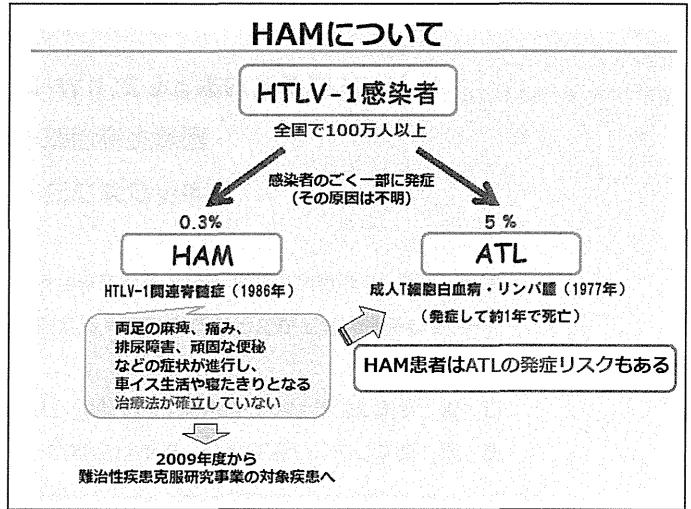 HAMについて
HTLV-1感染者
全国で100万人以上
感染者のごく一部に発症
(その原因は不明)
0.3%
HAM
HTLV-1関連脊髄症（1986年）
5 %
ATL
成人T細胞白血病・リンパ腫（1977年）
(発症して約1年で死亡)
両足の麻痺、痛み、
排尿障害、頑固な便秘
などの症状が進行し、
車イス生活や寝たきりとなる
治療法が確立していない
HAM患者はATLの発症リスクもある
2009年度から
難治性疾患克服研究事業の対象疾患へ